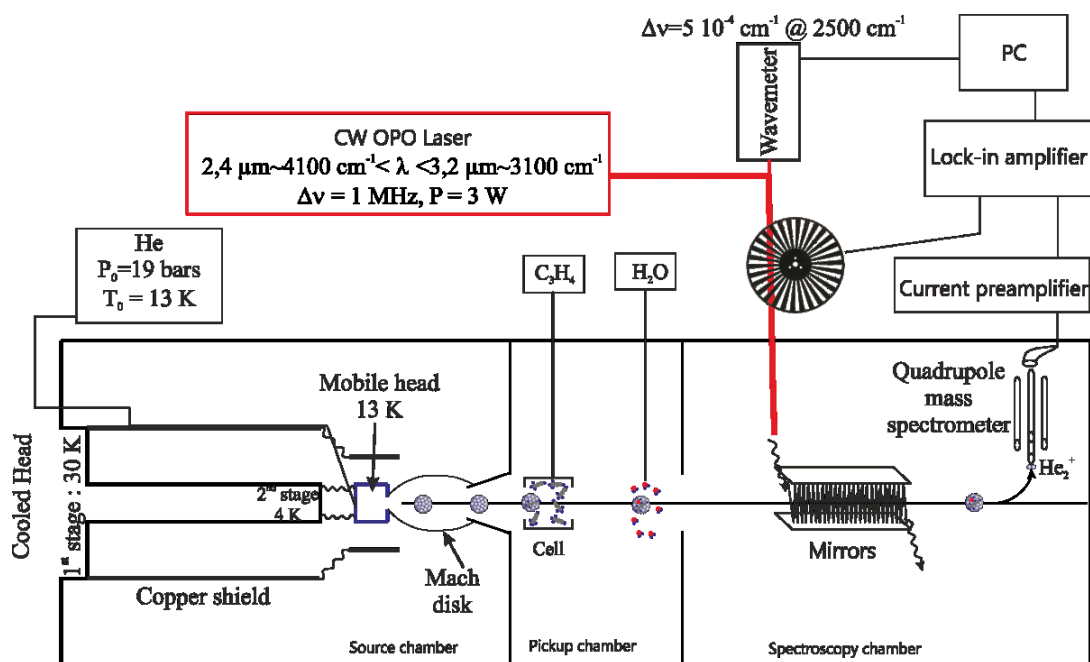 Δν=5 10⁻⁴ cm⁻¹ @ 2500 cm⁻¹
Wavemeter
PC
CW OPO Laser
2,4 μm~4100 cm⁻¹< λ <3,2 μm~3100 cm⁻¹
Δν = 1 MHz, P = 3 W
Lock-in amplifier
He
P₀=19 bars
T₀ = 13 K
C₃H₄
H₂O
Current preamplifier
Mobile head
13 K
Quadrupole
mass
spectrometer
He₂⁺
Cooled Head
1ˢᵗ stage : 30 K
2ⁿᵈ stage
4 K
Cell
Mirrors
Mach
disk
Copper shield
Source chamber
Pickup chamber
Spectroscopy chamber